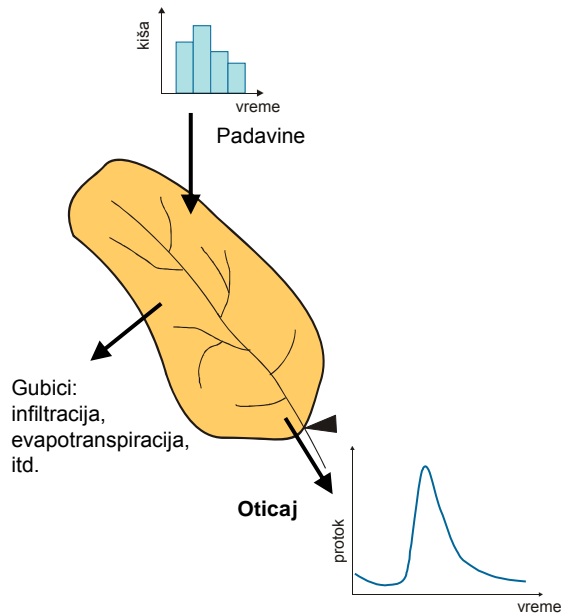 kiša
vreme
Padavine
Gubici:
infiltracija,
evapotranspiracija,
itd.
Oticaj
protok
vreme